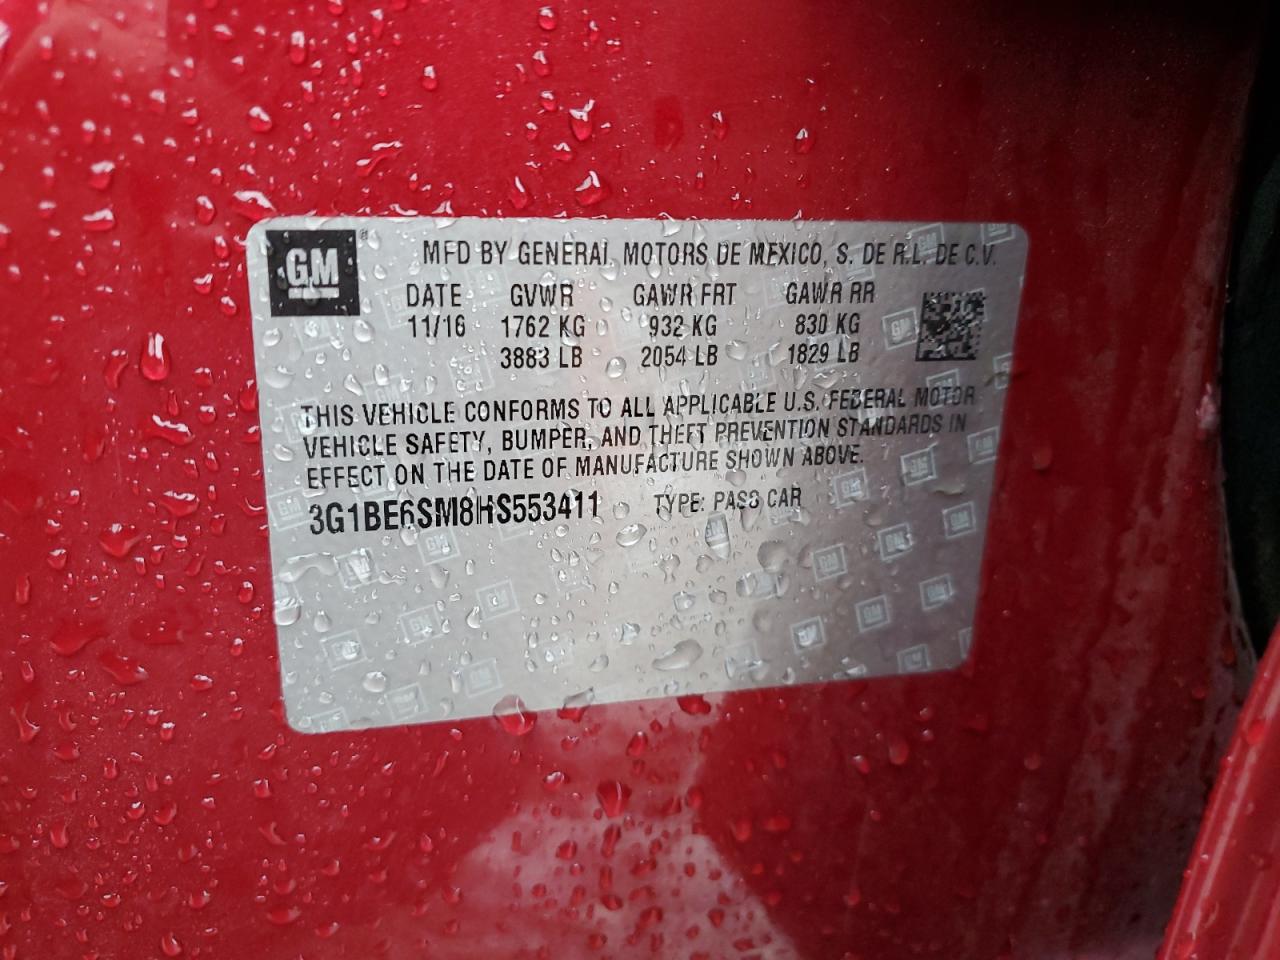 GM
MFD BY GENERAL MOTORS DE MEXICO, S. DE R.L. DE C.V.
DATE GVWR GAWR FRT GAWR RR
11/16 1762 KG 932 KG 830 KG
3883 LB 2054 LB 1829 LB
THIS VEHICLE CONFORMS TO ALL APPLICABLE U.S. FEDERAL MOTOR
VEHICLE SAFETY, BUMPER, AND THEFT PREVENTION STANDARDS IN
EFFECT ON THE DATE OF MANUFACTURE SHOWN ABOVE.
3G1BE6SM8HS553411 TYPE: PASS CAR